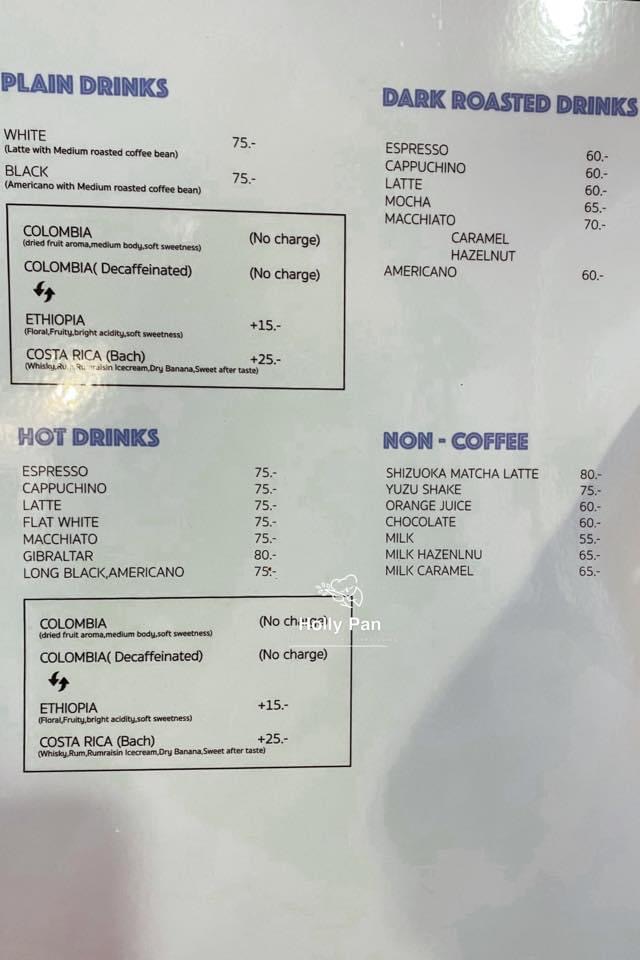 PLAIN DRINKS
WHITE 75.-
(Latte with Medium roasted coffee bean)
BLACK 75.-
(Americano with Medium roasted coffee bean)
COLOMBIA (No charge)
(dried fruit aroma,medium body,soft sweetness)
COLOMBIA( Decaffeinated) (No charge)
ETHIOPIA +15.-
(Floral,Fruity,bright acidity,soft sweetness)
COSTA RICA (Bach) +25.-
(Whisky,Rum,Rumraisin Icecream,Dry Banana,Sweet after taste)
DARK ROASTED DRINKS
ESPRESSO 60.-
CAPPUCHINO 60.-
LATTE 60.-
MOCHA 65.-
MACCHIATO 70.-
CARAMEL
HAZELNUT
AMERICANO 60.-
HOT DRINKS
ESPRESSO 75.-
CAPPUCHINO 75.-
LATTE 75.-
FLAT WHITE 75.-
MACCHIATO 75.-
GIBRALTAR 80.-
LONG BLACK,AMERICANO 75.-
COLOMBIA (No charge)
(dried fruit aroma,medium body,soft sweetness)
COLOMBIA( Decaffeinated) (No charge)
ETHIOPIA +15.-
(Floral,Fruity,bright acidity,soft sweetness)
COSTA RICA (Bach) +25.-
(Whisky,Rum,Rumraisin Icecream,Dry Banana,Sweet after taste)
NON - COFFEE
SHIZUOKA MATCHA LATTE 80.-
YUZU SHAKE 75.-
ORANGE JUICE 60.-
CHOCOLATE 60.-
MILK 55.-
MILK HAZENLNU 65.-
MILK CARAMEL 65.-
Holly Pan